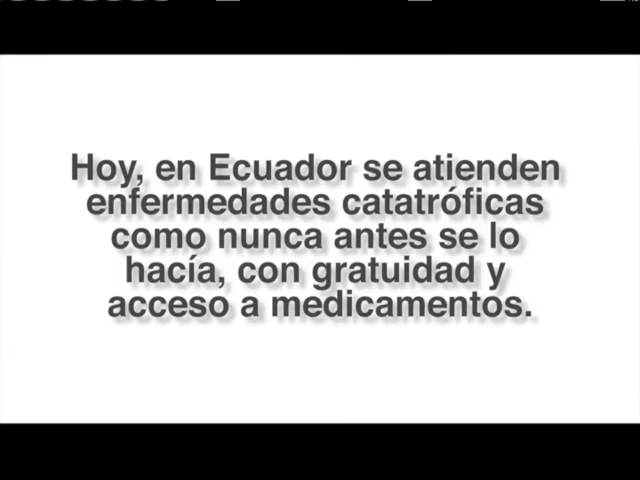 Hoy, en Ecuador se atienden
enfermedades catatróficas
como nunca antes se lo
hacía, con gratuidad y
acceso a medicamentos.